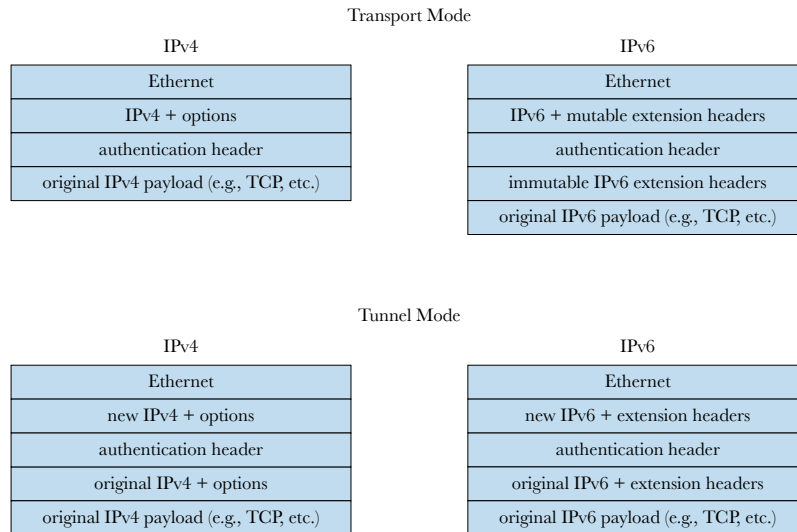 Transport Mode
IPv4
Ethernet
IPv4 + options
authentication header
original IPv4 payload (e.g., TCP, etc.)
IPv6
Ethernet
IPv6 + mutable extension headers
authentication header
immutable IPv6 extension headers
original IPv6 payload (e.g., TCP, etc.)
Tunnel Mode
IPv4
Ethernet
new IPv4 + options
authentication header
original IPv4 + options
original IPv4 payload (e.g., TCP, etc.)
IPv6
Ethernet
new IPv6 + extension headers
authentication header
original IPv6 + extension headers
original IPv6 payload (e.g., TCP, etc.)